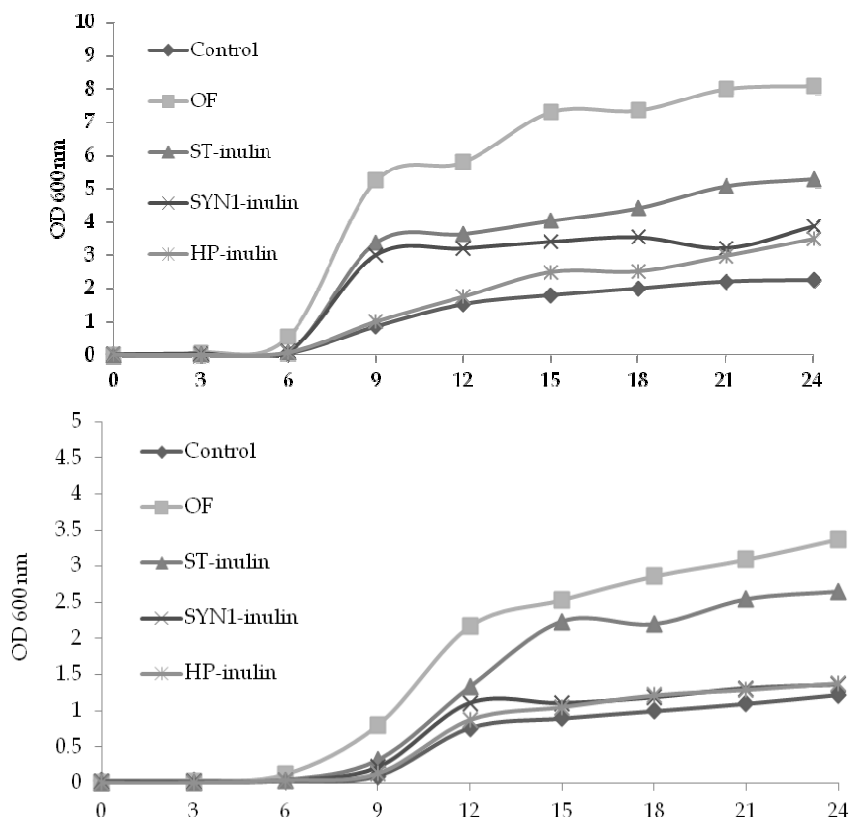 10
9
8
7
6
5
4
3
2
1
0
OD 600nm
Control
OF
ST-inulin
SYN1-inulin
HP-inulin
0 3 6 9 12 15 18 21 24
5
4.5
4
3.5
3
2.5
2
1.5
1
0.5
0
OD 600 nm
Control
OF
ST-inulin
SYN1-inulin
HP-inulin
0 3 6 9 12 15 18 21 24